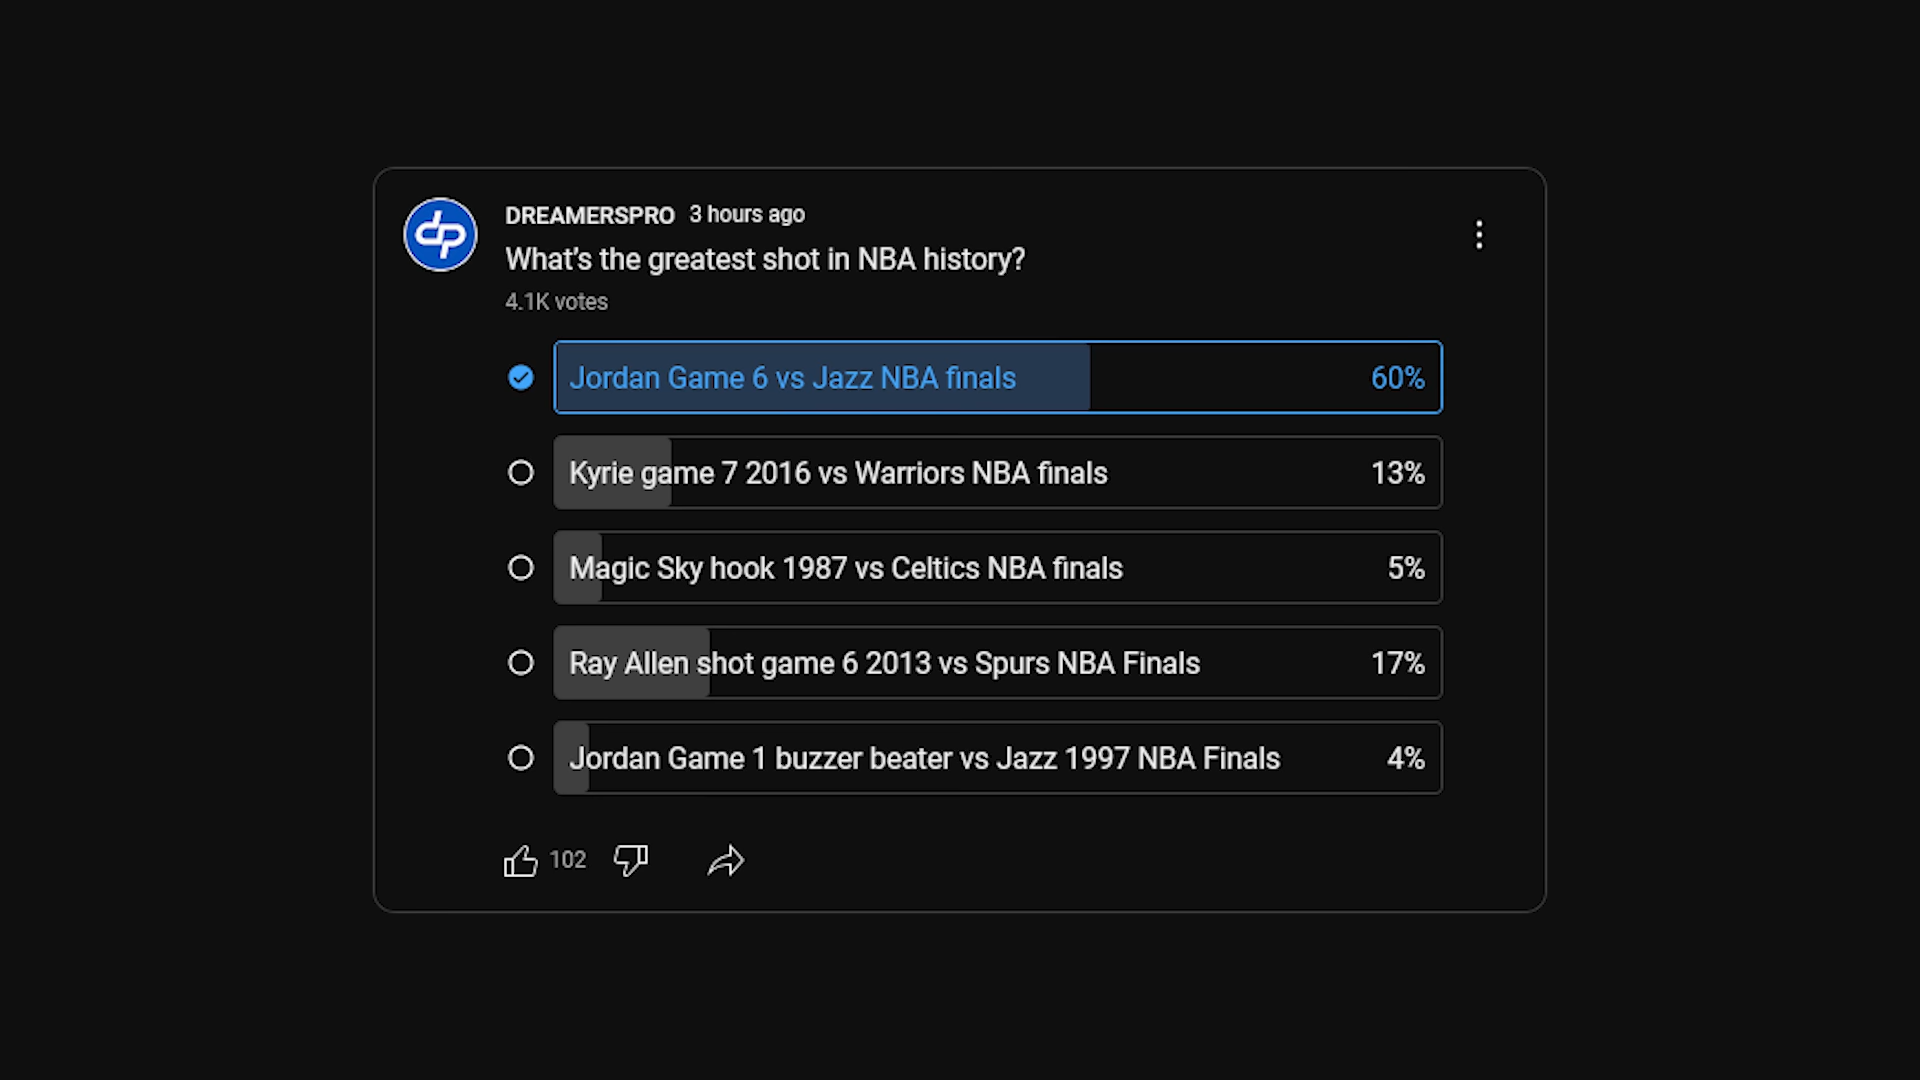 dp
DREAMERSPRO 3 hours ago
What's the greatest shot in NBA history?
4.1K votes
Jordan Game 6 vs Jazz NBA finals 60%
Kyrie game 7 2016 vs Warriors NBA finals 13%
Magic Sky hook 1987 vs Celtics NBA finals 5%
Ray Allen shot game 6 2013 vs Spurs NBA Finals 17%
Jordan Game 1 buzzer beater vs Jazz 1997 NBA Finals 4%
102